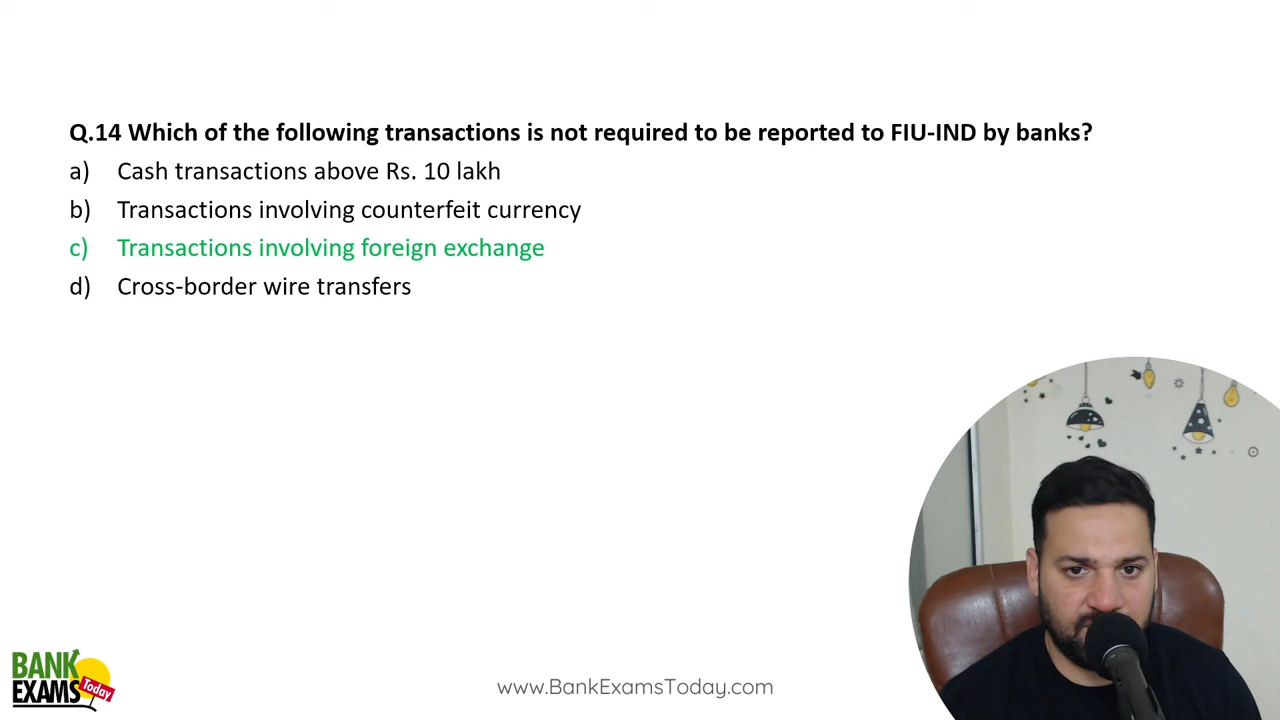 Q.14 Which of the following transactions is not required to be reported to FIU-IND by banks?
a) Cash transactions above Rs. 10 lakh
b) Transactions involving counterfeit currency
c) Transactions involving foreign exchange
d) Cross-border wire transfers
BANK
EXAMS Today
www.BankExamsToday.com